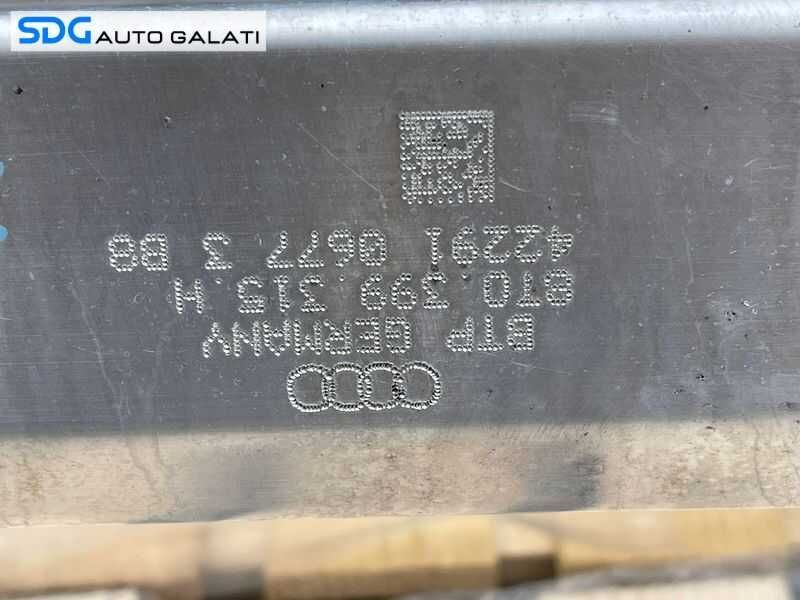 SDG AUTO GALATI
BTP GERMANY
8T0 399 315.H
42291 0677 3 B8